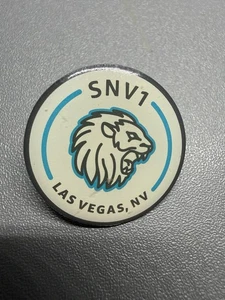 SNV1
LAS VEGAS, NV